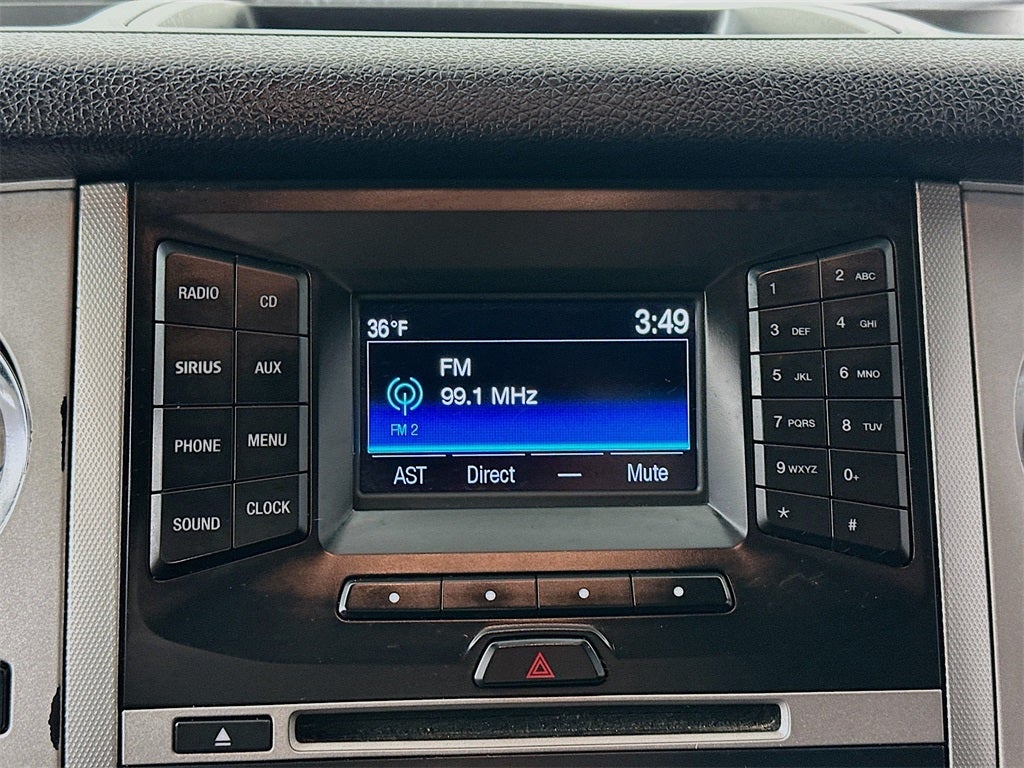 RADIO
CD
SIRIUS
AUX
PHONE
MENU
SOUND
CLOCK
36°F
3:49
FM
99.1 MHz
FM 2
AST Direct — Mute
1
2 ABC
3 DEF
4 GHI
5 JKL
6 MNO
7 PQRS
8 TUV
9 WXYZ
0+
*
#